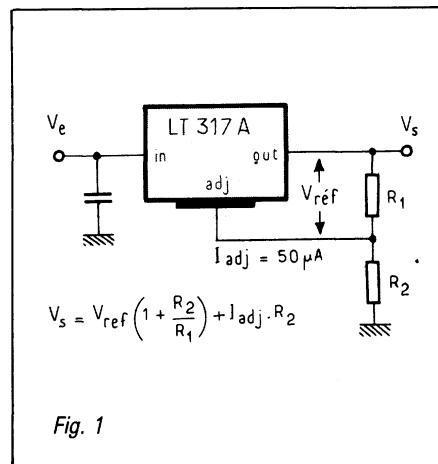 LT 317 A
Ve
Vs
in
out
adj
Vréf
R1
Iadj = 50 µA
R2
Vs = Vref (1 + R2/R1) + Iadj . R2
Fig. 1